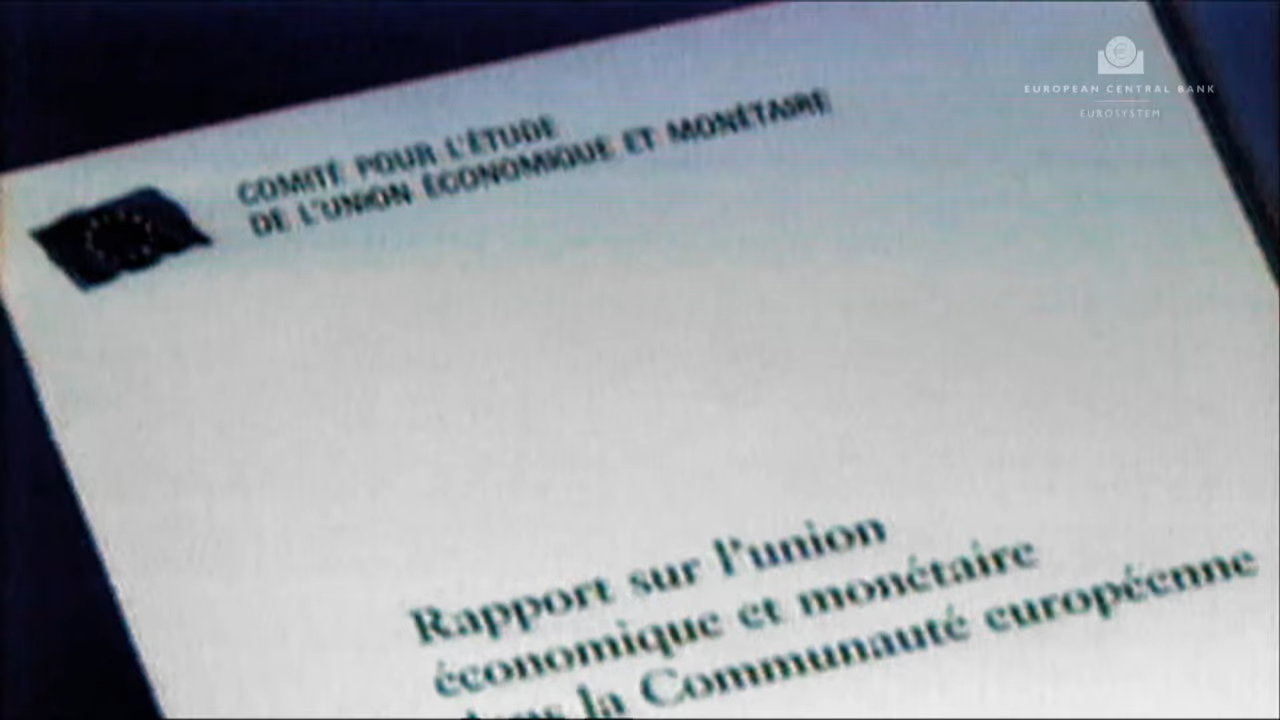 EUROPEAN CENTRAL BANK
EUROSYSTEM
COMITÉ POUR L'ÉTUDE
DE L'UNION ÉCONOMIQUE ET MONÉTAIRE
Rapport sur l'union
économique et monétaire
dans la Communauté européenne